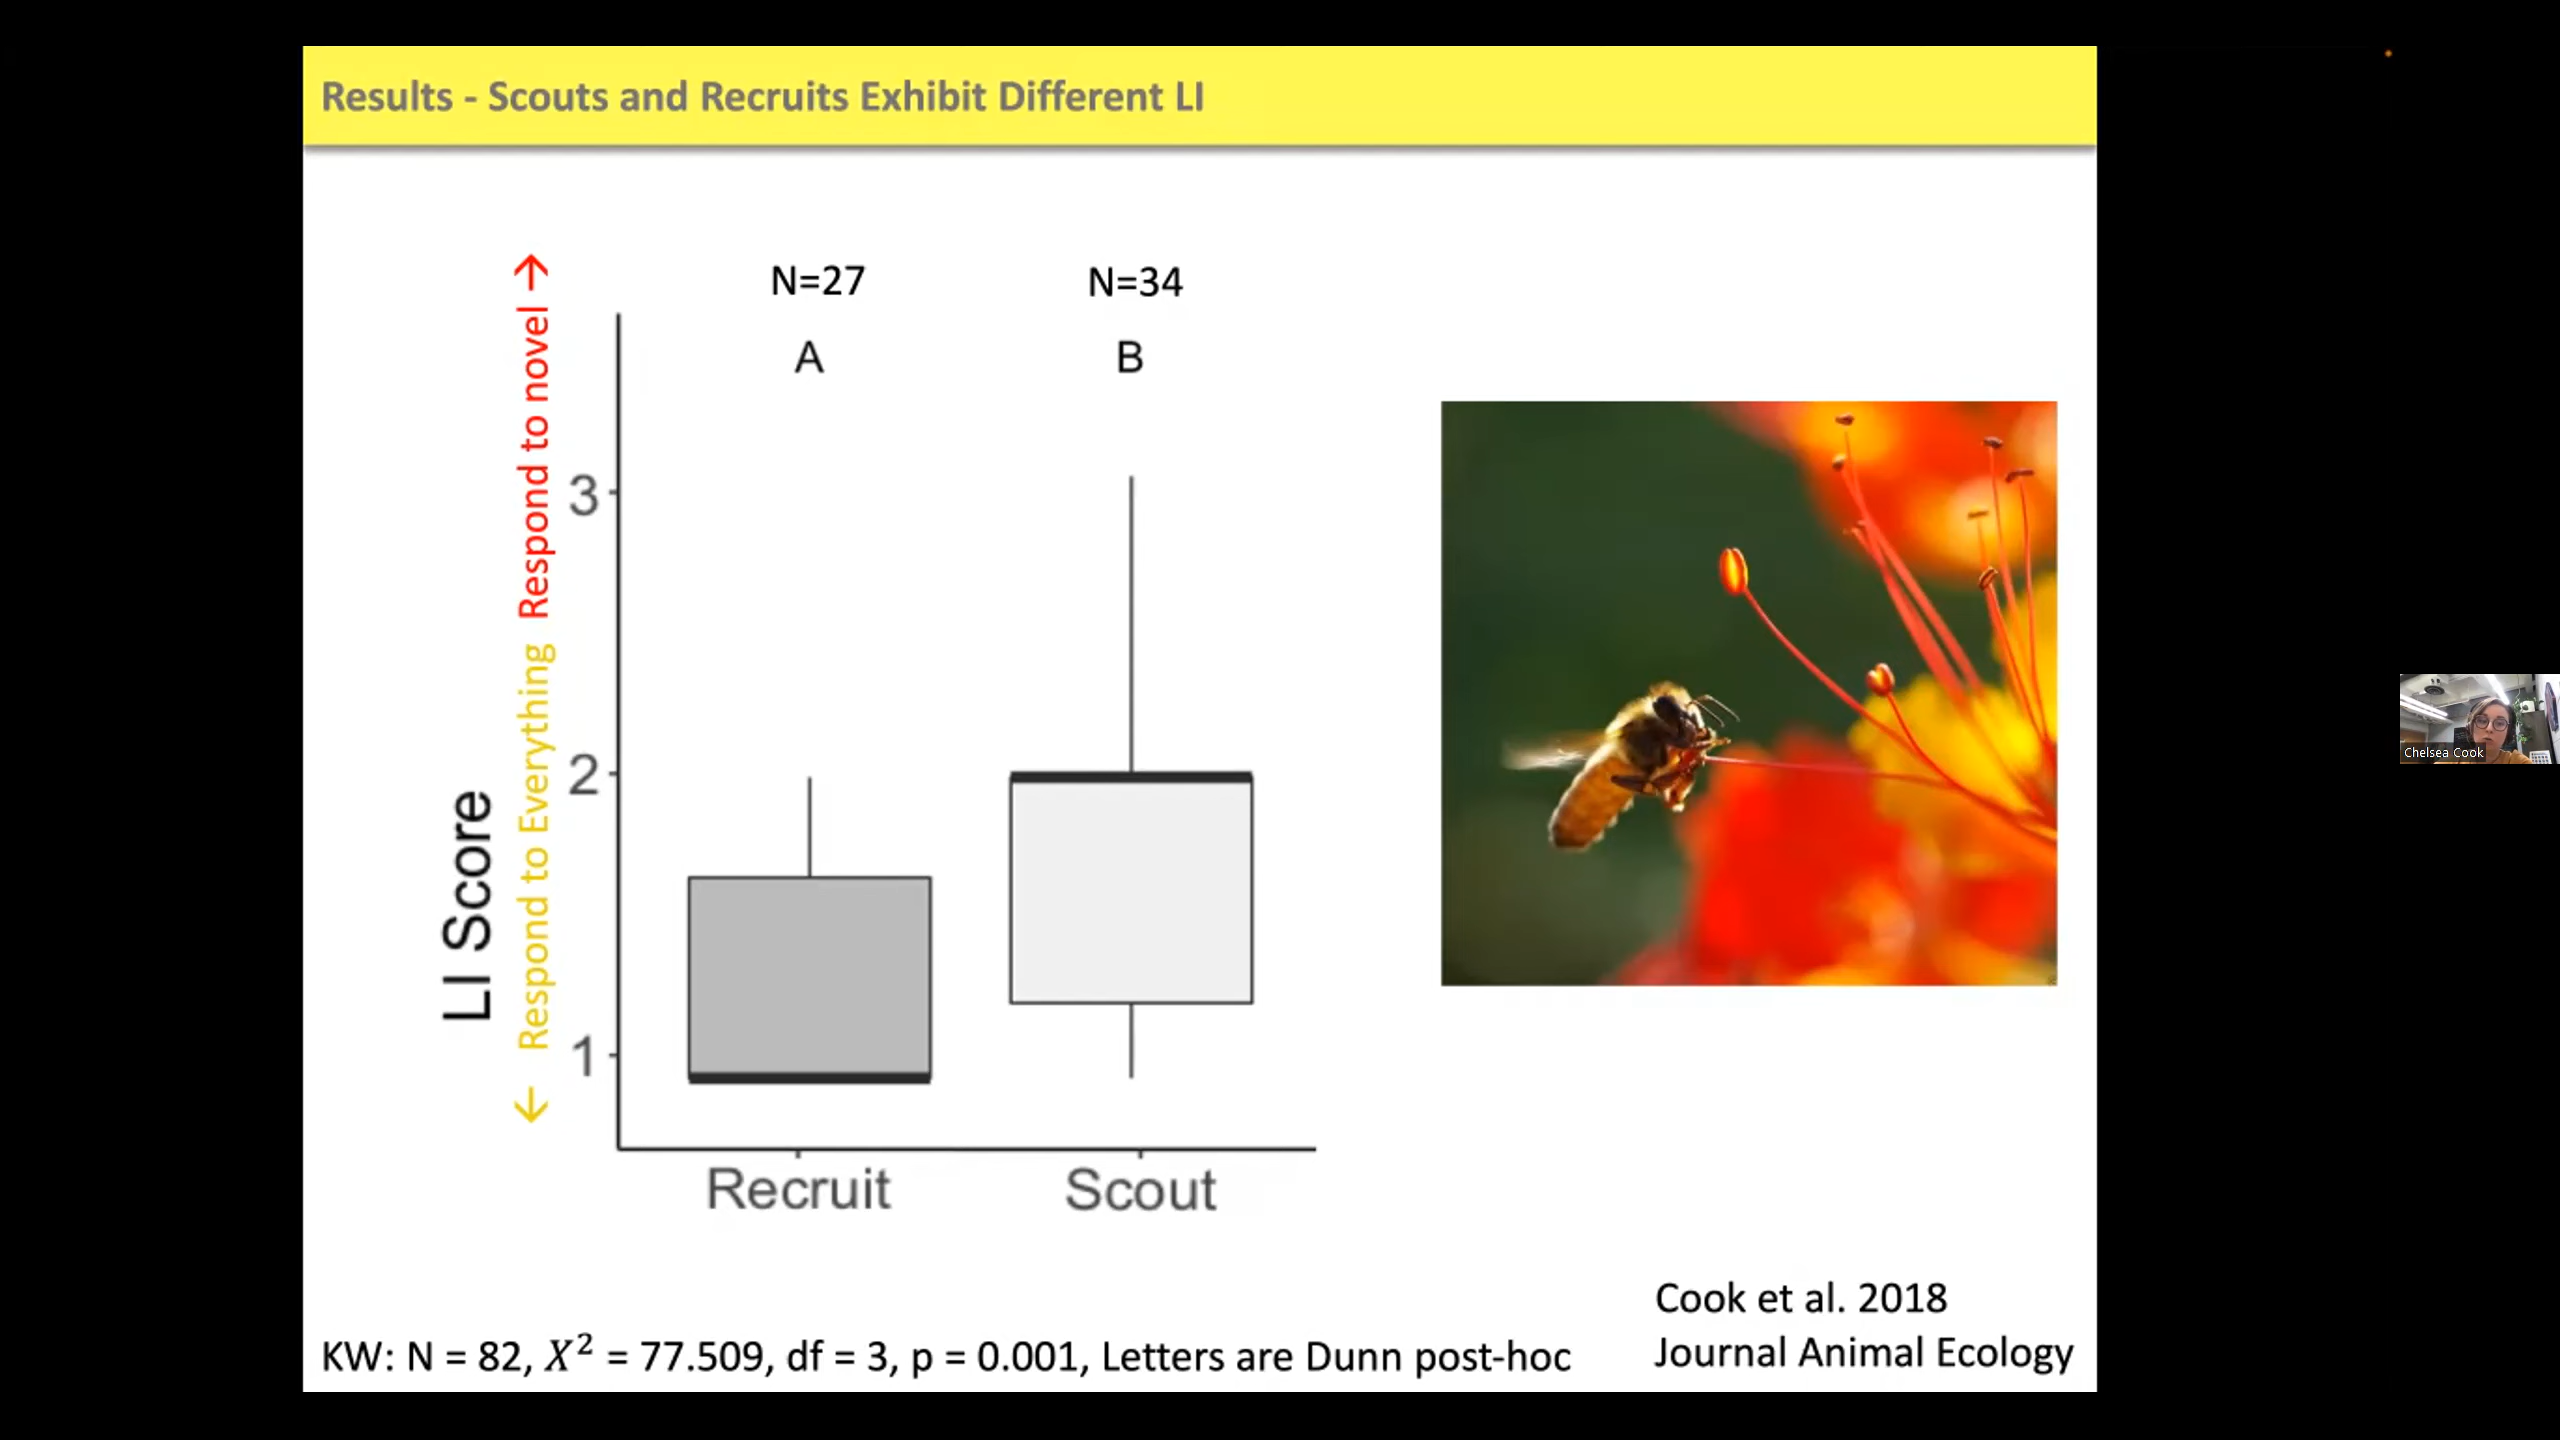 Results - Scouts and Recruits Exhibit Different LI
N=27
N=34
A
B
LI Score
← Respond to Everything
Respond to novel →
3
2
1
Recruit
Scout
Cook et al. 2018
Journal Animal Ecology
KW: N = 82, X² = 77.509, df = 3, p = 0.001, Letters are Dunn post-hoc
Chelsea Cook